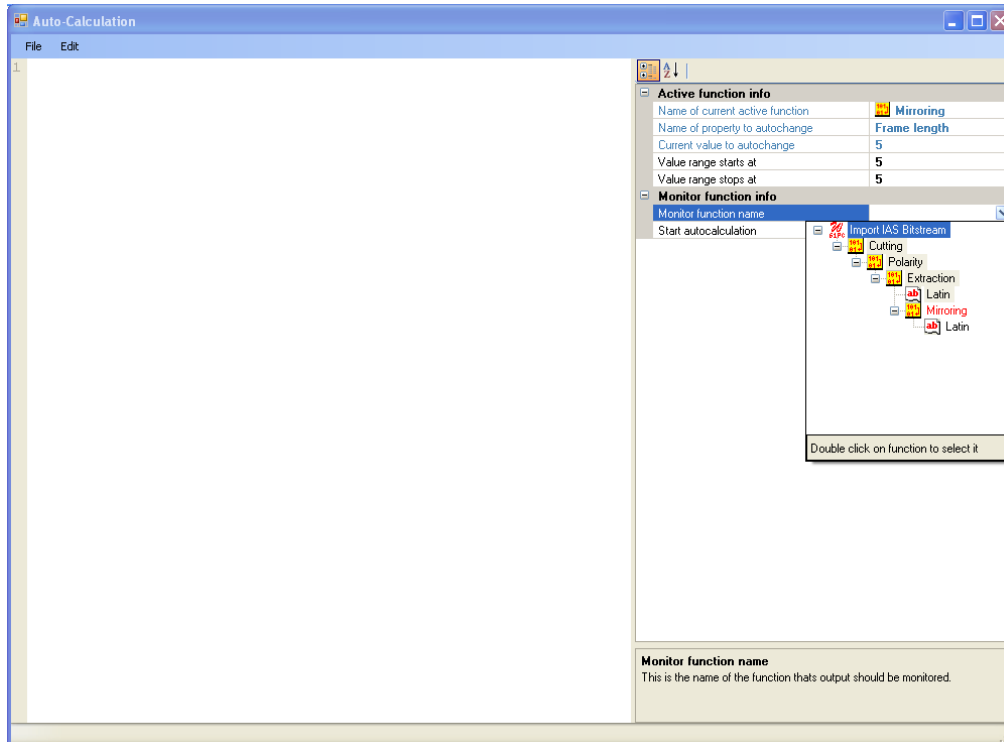 Auto-Calculation
File Edit
1
Active function info
Name of current active function Mirroring
Name of property to autochange Frame length
Current value to autochange 5
Value range starts at 5
Value range stops at 5
Monitor function info
Monitor function name
Start autocalculation
Import IAS Bitstream
Cutting
Polarity
Extraction
Latin
Mirroring
Latin
Double click on function to select it
Monitor function name
This is the name of the function thats output should be monitored.